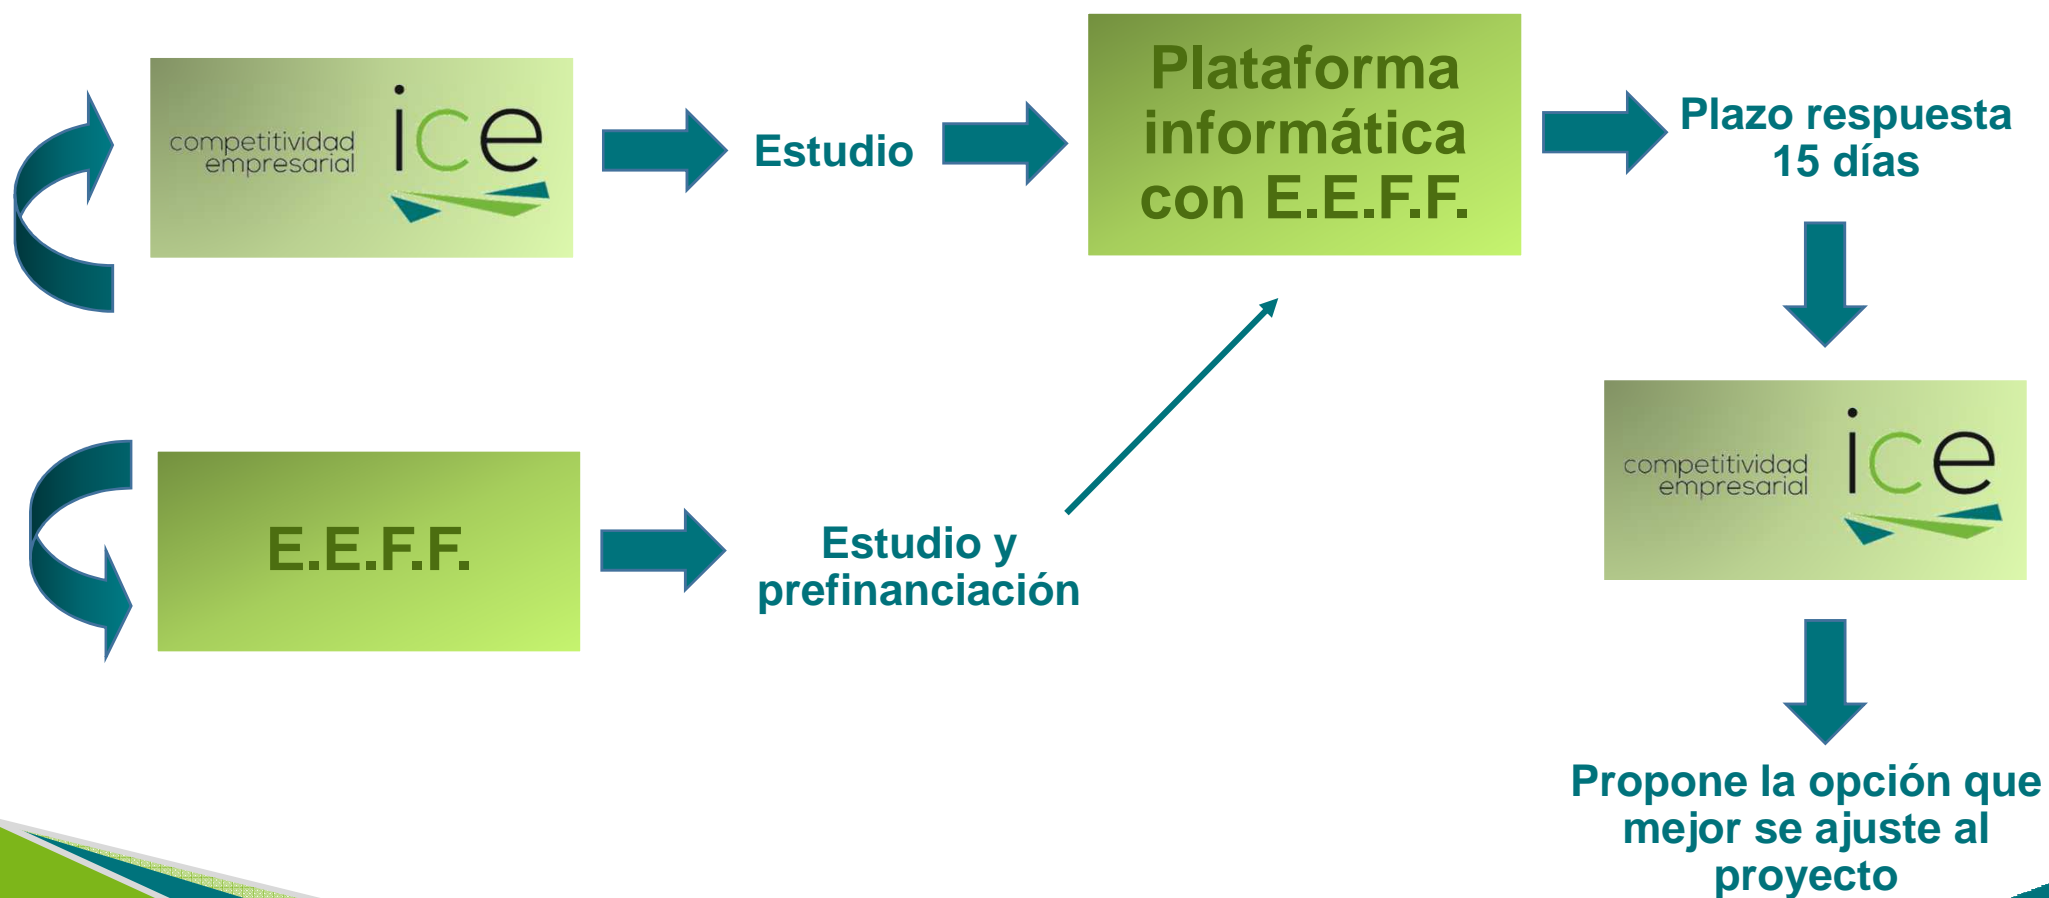 competitividad
empresarial
ice
Estudio
Plataforma
informática
con E.E.F.F.
Plazo respuesta
15 días
E.E.F.F.
Estudio y
prefinanciación
competitividad
empresarial
ice
Propone la opción que
mejor se ajuste al
proyecto